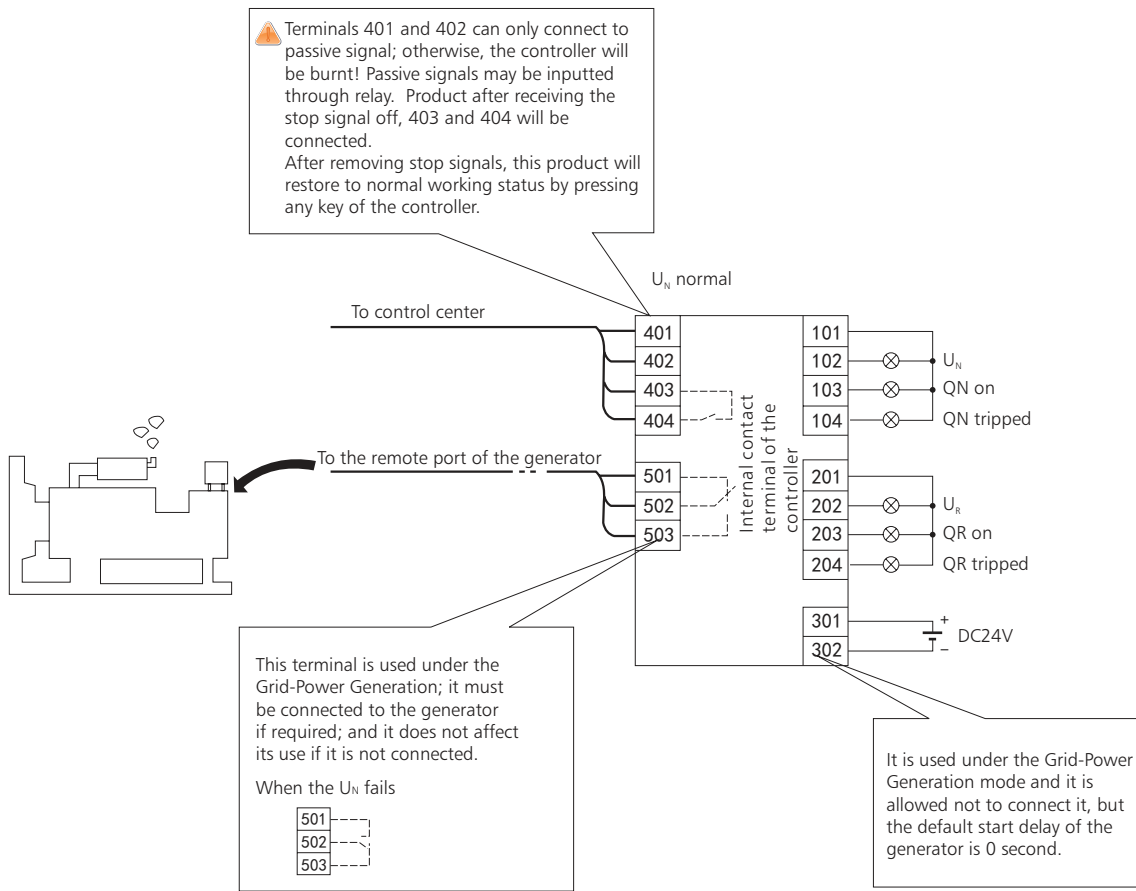 Terminals 401 and 402 can only connect to
passive signal; otherwise, the controller will
be burnt! Passive signals may be inputted
through relay. Product after receiving the
stop signal off, 403 and 404 will be
connected.
After removing stop signals, this product will
restore to normal working status by pressing
any key of the controller.
UN normal
To control center
401
402
403
404
To the remote port of the generator
501
502
503
Internal contact
terminal of the
controller
101
102
103
104
UN
QN on
QN tripped
201
202
203
204
UR
QR on
QR tripped
301
302
+
−
DC24V
This terminal is used under the
Grid-Power Generation; it must
be connected to the generator
if required; and it does not affect
its use if it is not connected.
When the UN fails
501
502
503
It is used under the Grid-Power
Generation mode and it is
allowed not to connect it, but
the default start delay of the
generator is 0 second.